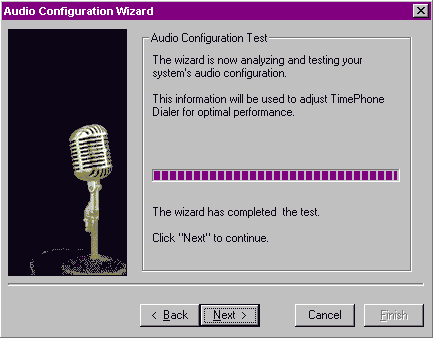 Audio Configuration Wizard
Audio Configuration Test
The wizard is now analyzing and testing your
system's audio configuration.
This information will be used to adjust TimePhone
Dialer for optimal performance.
The wizard has completed  the test.
Click "Next" to continue.
< Back
Next >
Cancel
Finish